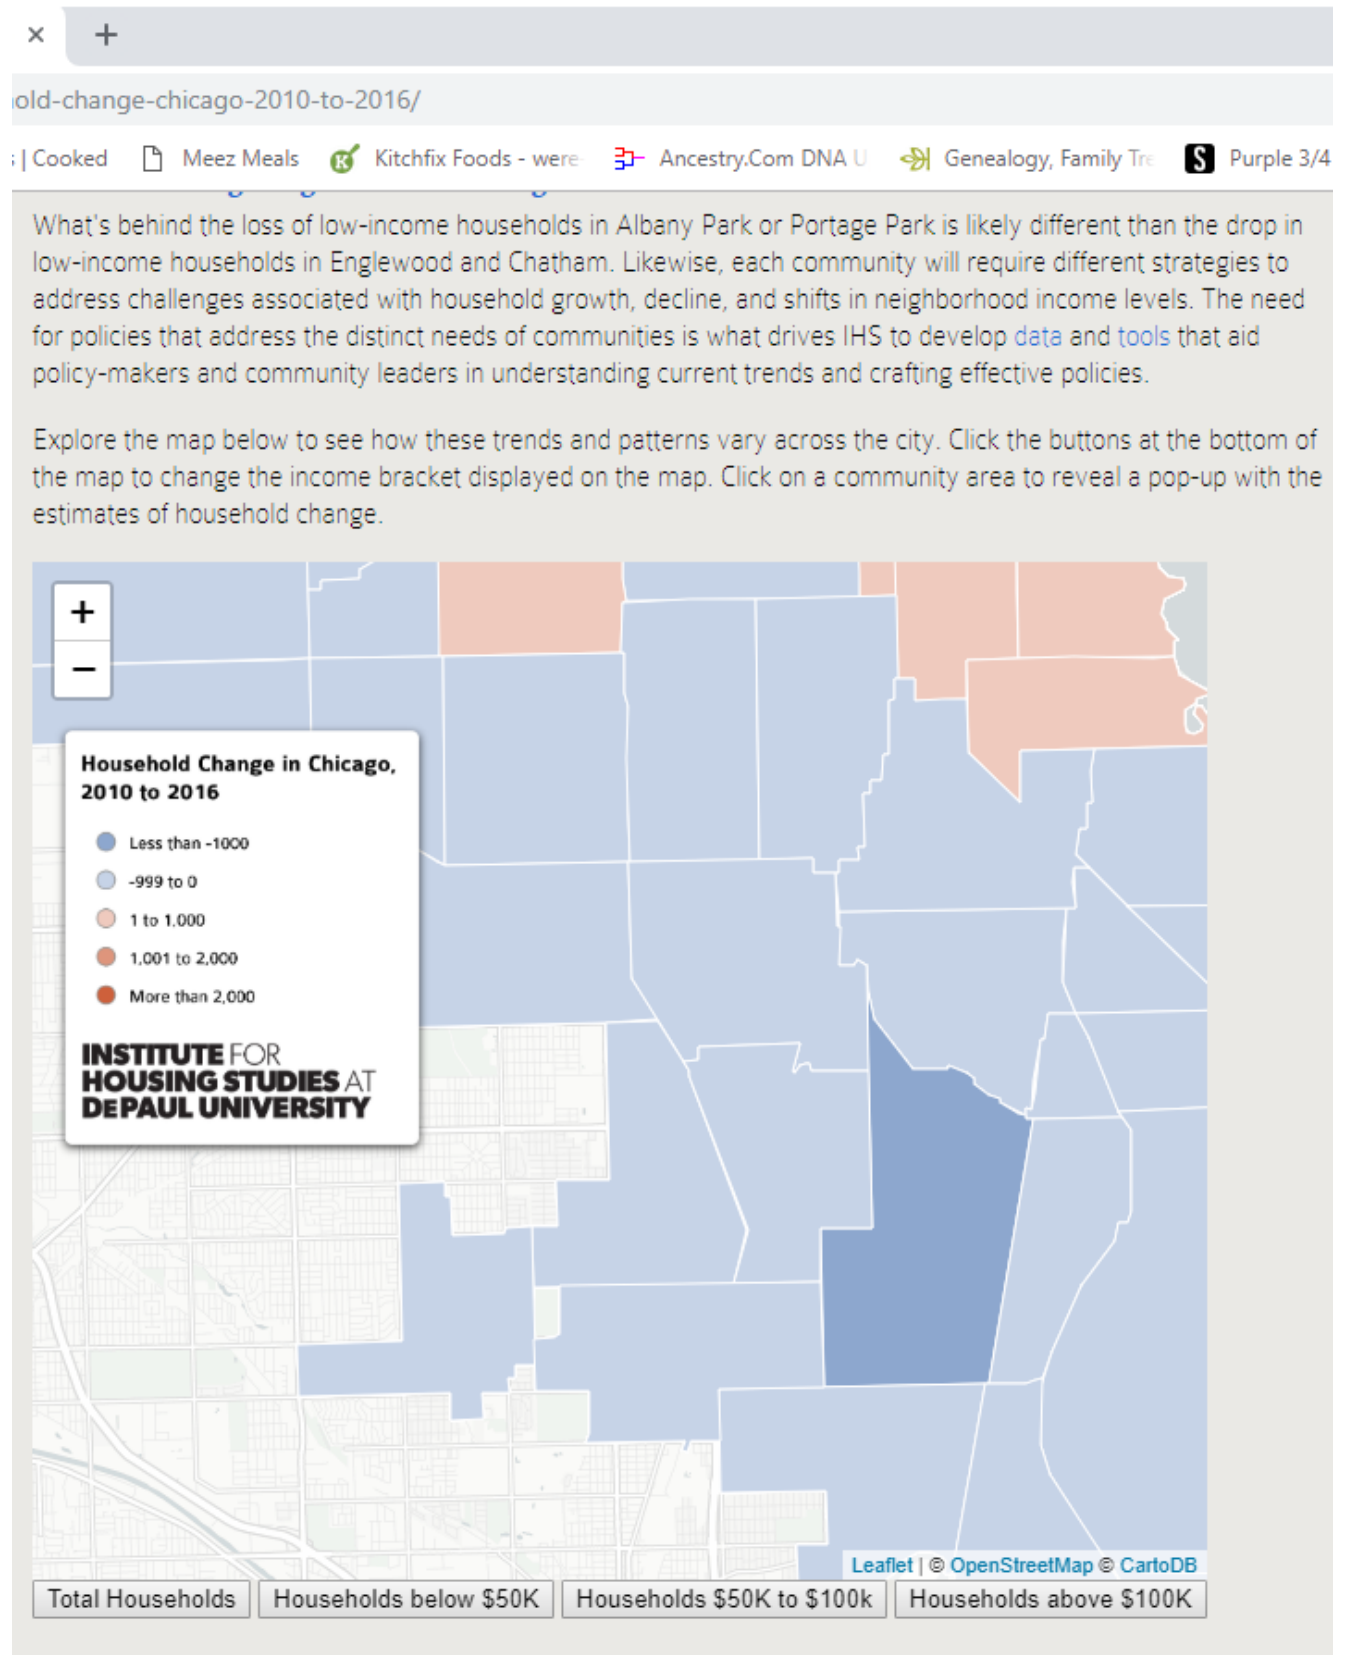 × +
old-change-chicago-2010-to-2016/
| Cooked Meez Meals Kitchfix Foods - were Ancestry.Com DNA U Genealogy, Family Tre S Purple 3/4
What's behind the loss of low-income households in Albany Park or Portage Park is likely different than the drop in
low-income households in Englewood and Chatham. Likewise, each community will require different strategies to
address challenges associated with household growth, decline, and shifts in neighborhood income levels. The need
for policies that address the distinct needs of communities is what drives IHS to develop data and tools that aid
policy-makers and community leaders in understanding current trends and crafting effective policies.
Explore the map below to see how these trends and patterns vary across the city. Click the buttons at the bottom of
the map to change the income bracket displayed on the map. Click on a community area to reveal a pop-up with the
estimates of household change.
+
−
Household Change in Chicago,
2010 to 2016
Less than -1000
-999 to 0
1 to 1.000
1,001 to 2,000
More than 2,000
INSTITUTE FOR
HOUSING STUDIES AT
DEPAUL UNIVERSITY
Leaflet | © OpenStreetMap © CartoDB
Total Households Households below $50K Households $50K to $100k Households above $100K